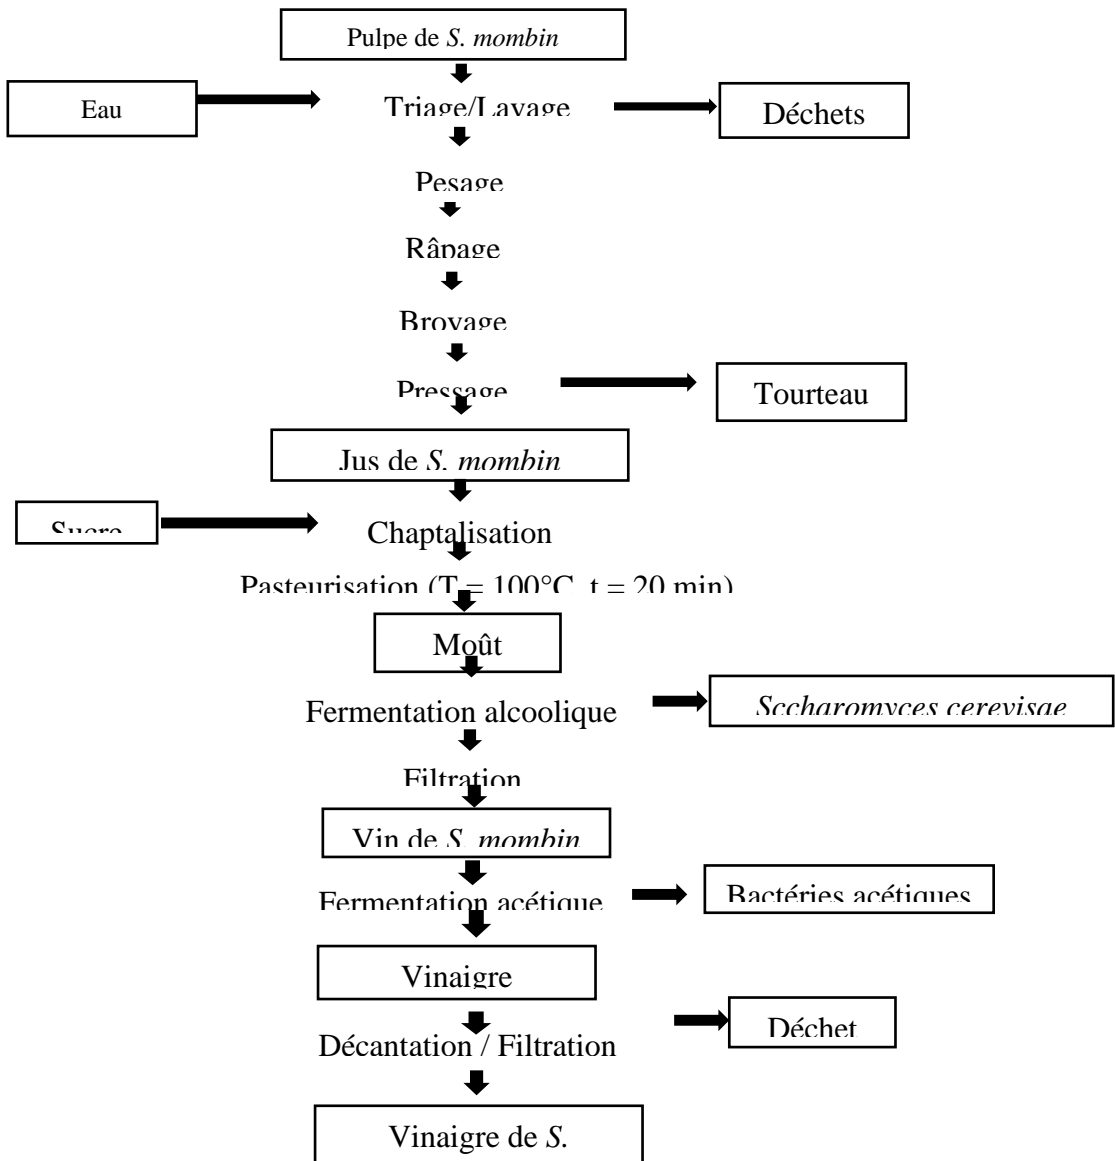 Pulpe de S. mombin
Eau
Triage/Lavage
Déchets
Pesage
Râpage
Broyage
Pressage
Tourteau
Jus de S. mombin
Sucre
Chaptalisation
Pasteurisation (T = 100°C, t = 20 min)
Moût
Fermentation alcoolique
Sccharomyces cerevisae
Filtration
Vin de S. mombin
Fermentation acétique
Bactéries acétiques
Vinaigre
Déchet
Décantation / Filtration
Vinaigre de S.